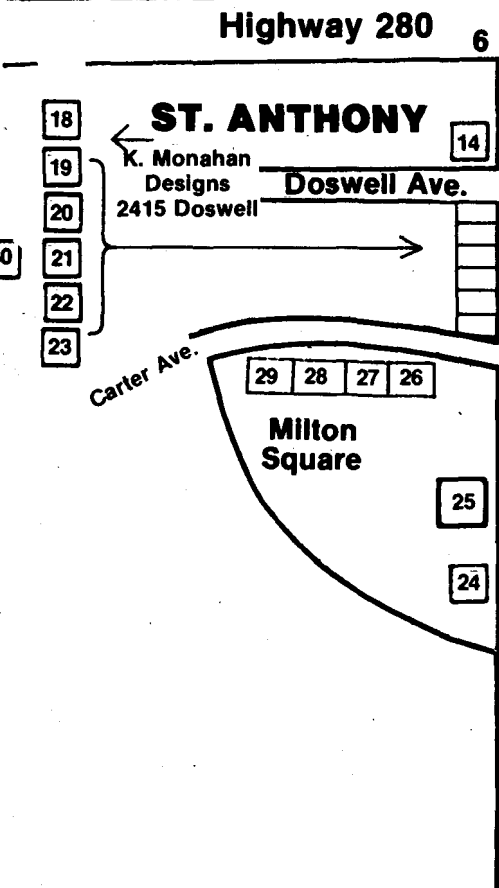 Highway 280
6
18
ST. ANTHONY
14
K. Monahan
Designs
2415 Doswell
Doswell Ave.
19
20
21
22
23
Carter Ave.
29 28 27 26
Milton
Square
25
24